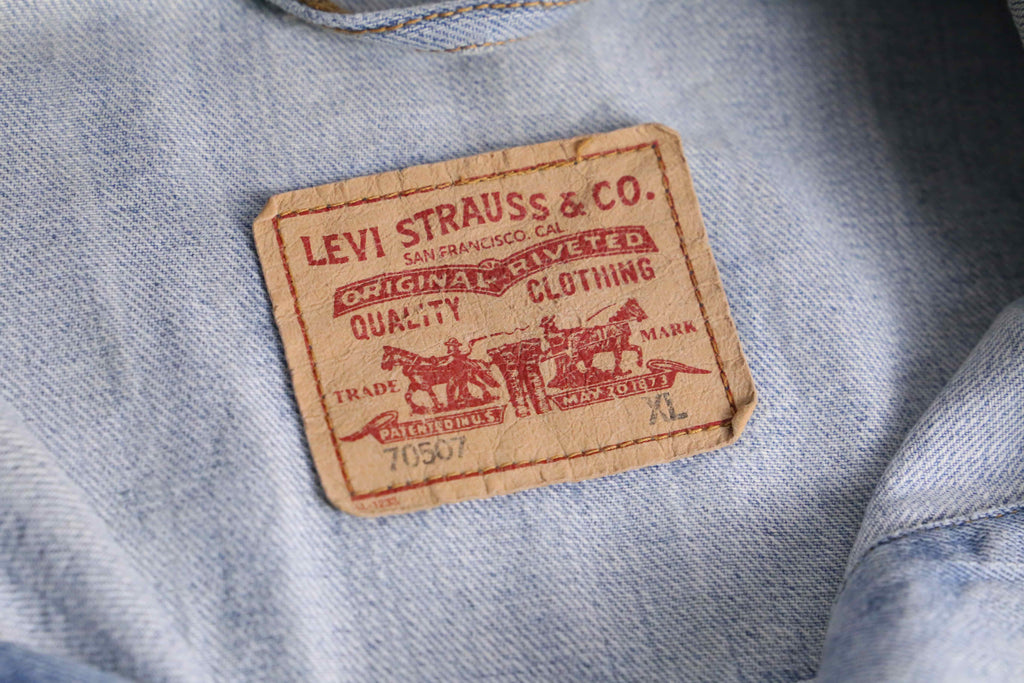 LEVI STRAUSS & CO.
SAN FRANCISCO, CAL
ORIGINAL RIVETED
QUALITY CLOTHING
TRADE MARK
PATENTED IN U.S. MAY 20 1873
70507 XL